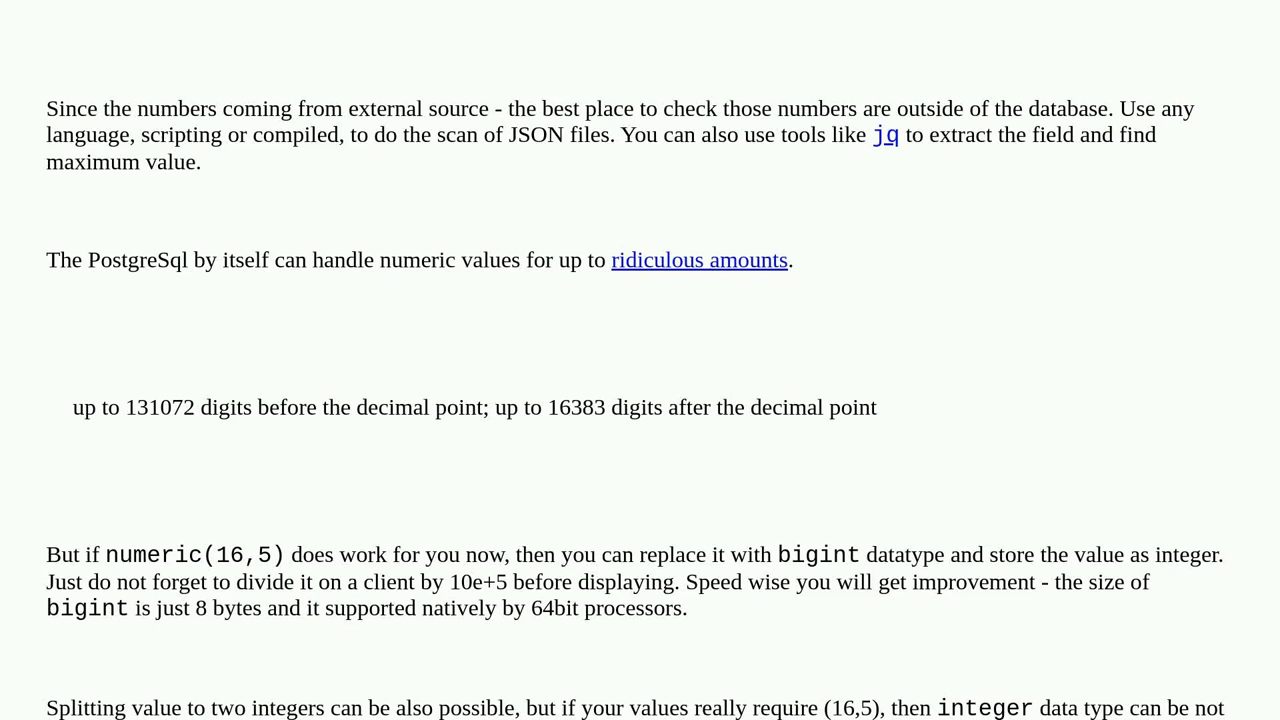 Since the numbers coming from external source - the best place to check those numbers are outside of the database. Use any
language, scripting or compiled, to do the scan of JSON files. You can also use tools like jq to extract the field and find
maximum value.
The PostgreSql by itself can handle numeric values for up to ridiculous amounts.
up to 131072 digits before the decimal point; up to 16383 digits after the decimal point
But if numeric(16,5) does work for you now, then you can replace it with bigint datatype and store the value as integer.
Just do not forget to divide it on a client by 10e+5 before displaying. Speed wise you will get improvement - the size of
bigint is just 8 bytes and it supported natively by 64bit processors.
Splitting value to two integers can be also possible, but if your values really require (16,5), then integer data type can be not